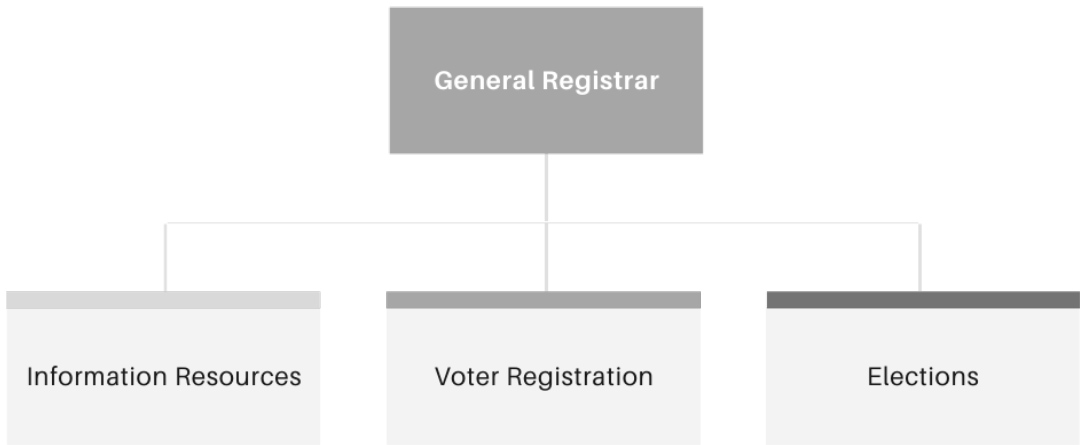 General Registrar
Information Resources
Voter Registration
Elections